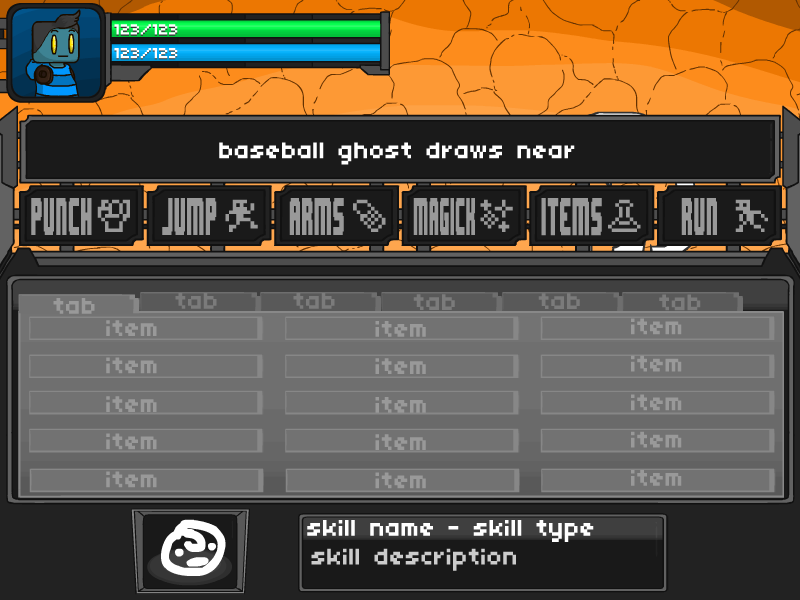 123/123
123/123
baseball ghost draws near
PUNCH JUMP ARMS MAGICK ITEMS RUN
tab tab tab tab tab tab
item item item
item item item
item item item
item item item
item item item
skill name - skill type
skill description